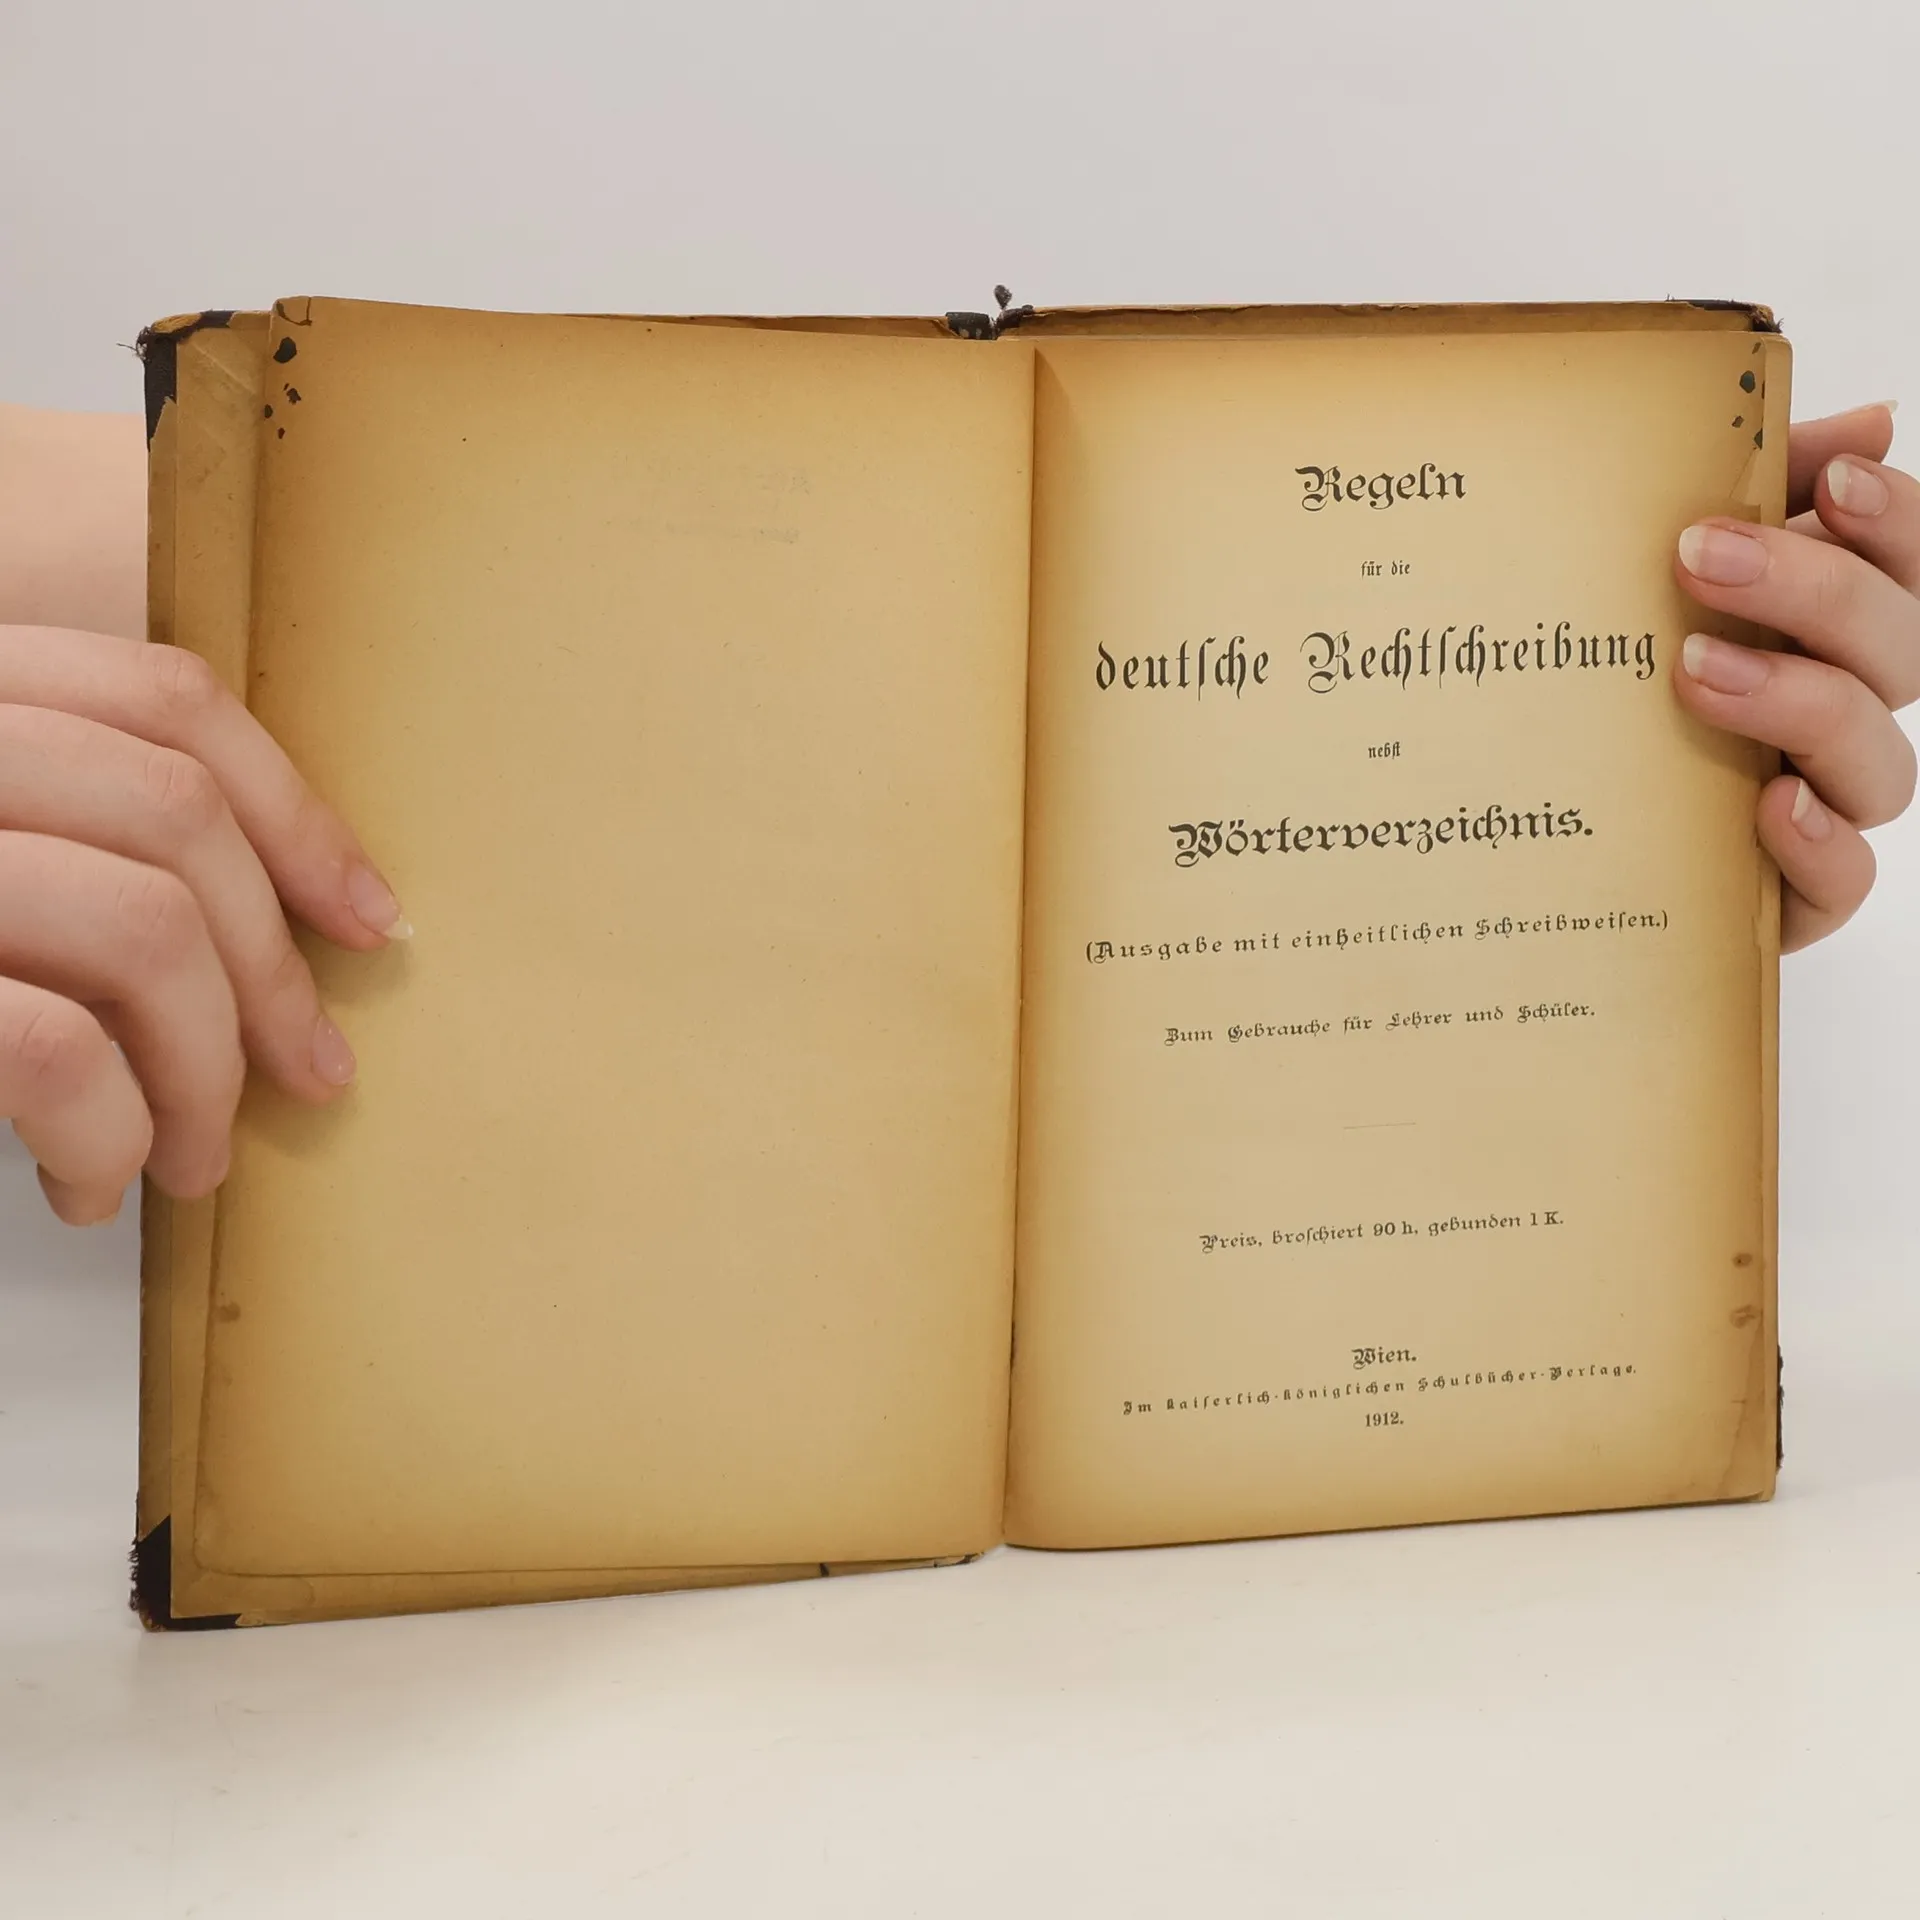 Regeln
für die
deutſche Rechtſchreibung
nebſt
Wörterverzeichnis.
(Ausgabe mit einheitlichen Schreibweiſen.)
Zum Gebrauche für Lehrer und Schüler.
Preis, broſchiert 90 h, gebunden 1 K.
Wien.
Im Kaiſerlich-Königlichen Schulbücher-Verlage.
1912.